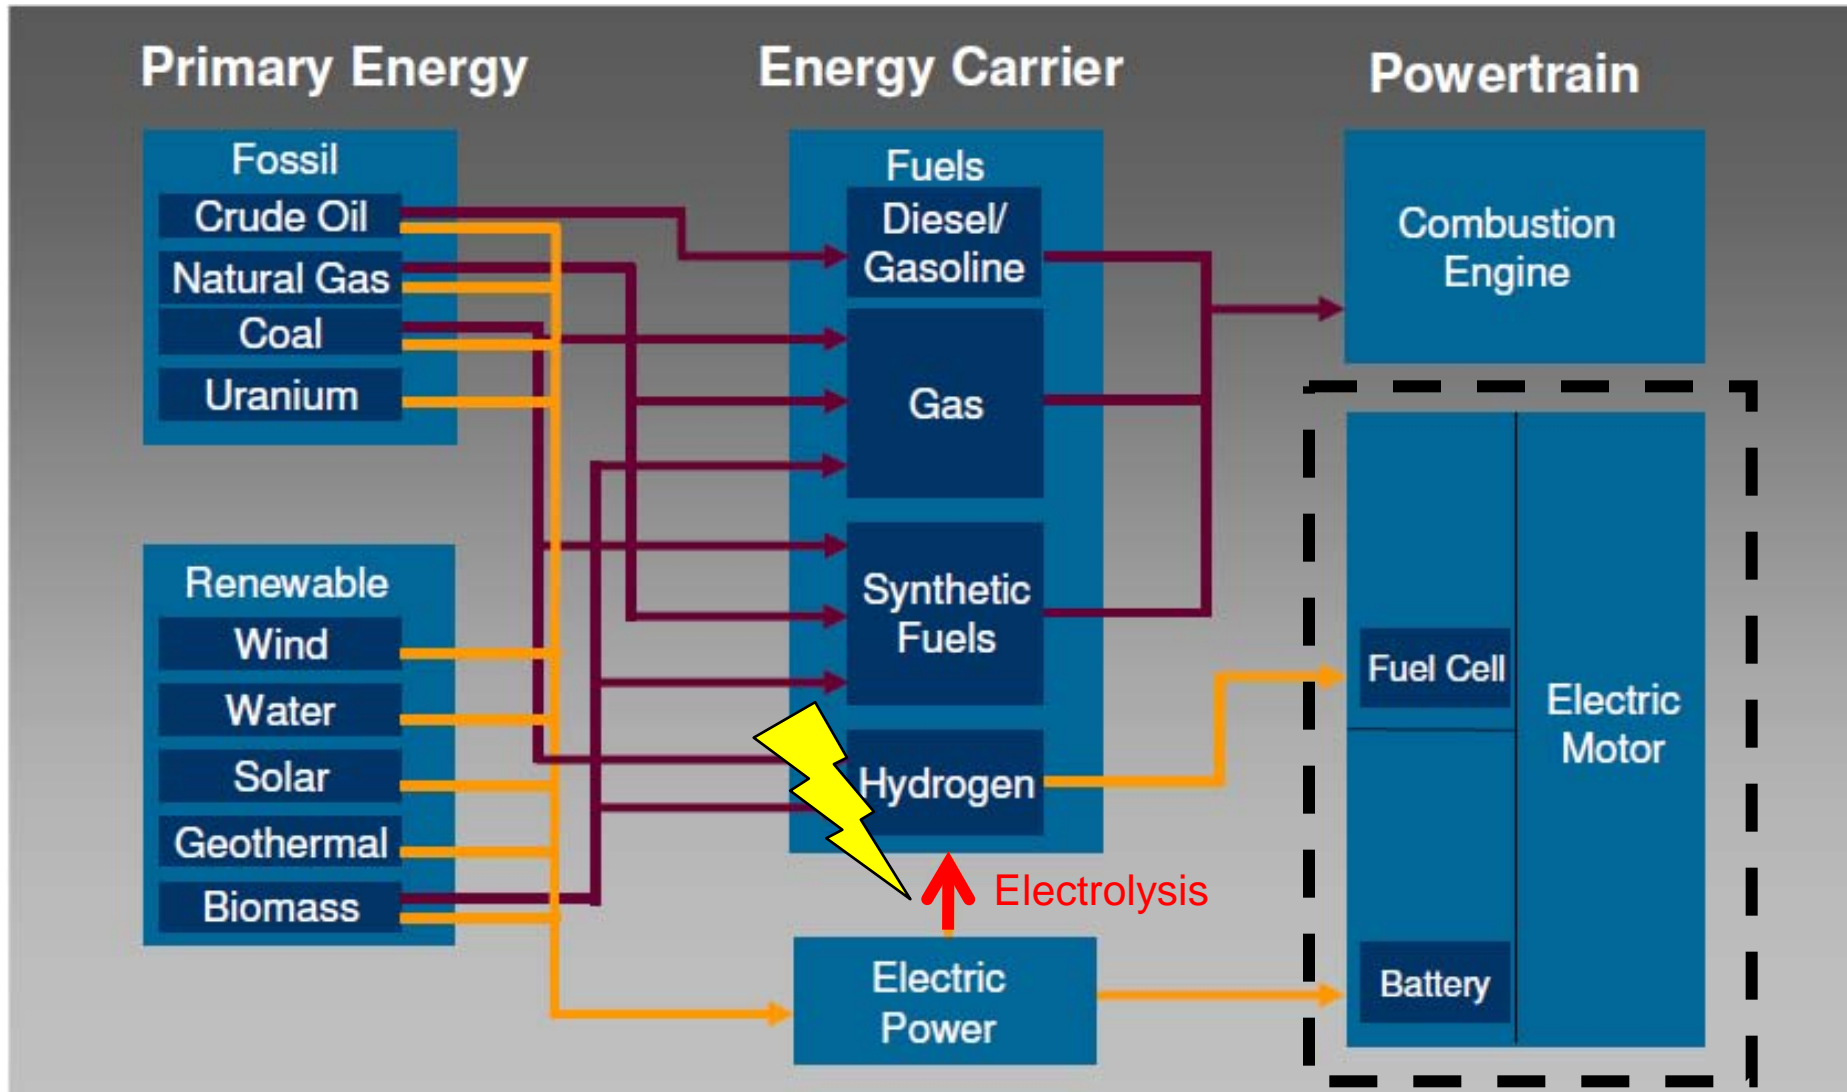 Primary Energy
Energy Carrier
Powertrain
Fossil
Crude Oil
Natural Gas
Coal
Uranium
Renewable
Wind
Water
Solar
Geothermal
Biomass
Fuels
Diesel/
Gasoline
Gas
Synthetic
Fuels
Hydrogen
Electrolysis
Electric
Power
Combustion
Engine
Fuel Cell
Electric
Motor
Battery